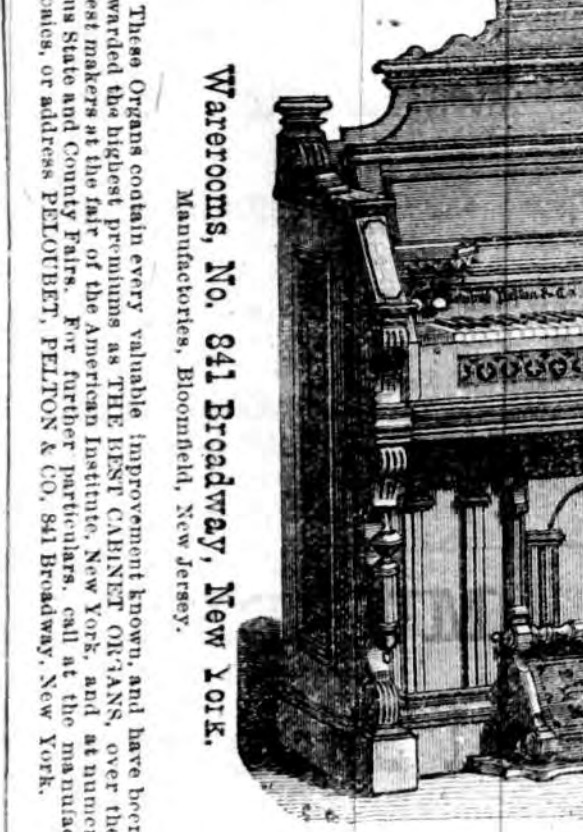 Warerooms, No. 841 Broadway, New York.
Manufactories, Bloomfield, New Jersey.
These Organs contain every valuable improvement known, and have been
warded the highest premiums as THE BEST CABINET ORGANS, over the
est makers at the fair of the American Institute, New York, and at numer
us State and County Fairs. For further particulars, call at the manufac
paies, or address PELOUBET, PELTON & CO, 841 Broadway, New York.
Pelton & Co